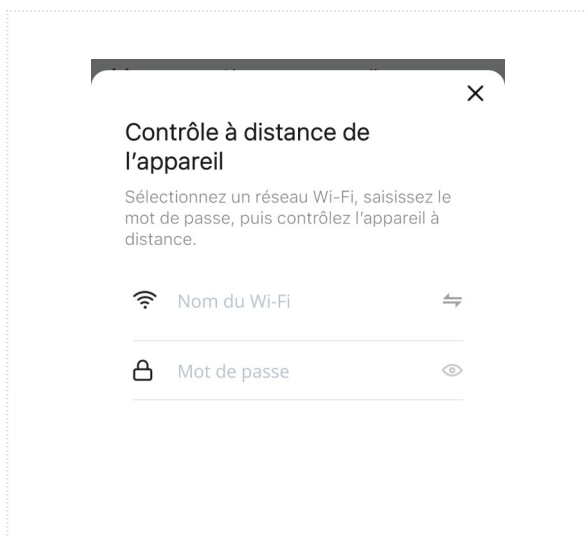 Contrôle à distance de
l'appareil
Sélectionnez un réseau Wi-Fi, saisissez le
mot de passe, puis contrôlez l'appareil à
distance.
Nom du Wi-Fi
Mot de passe